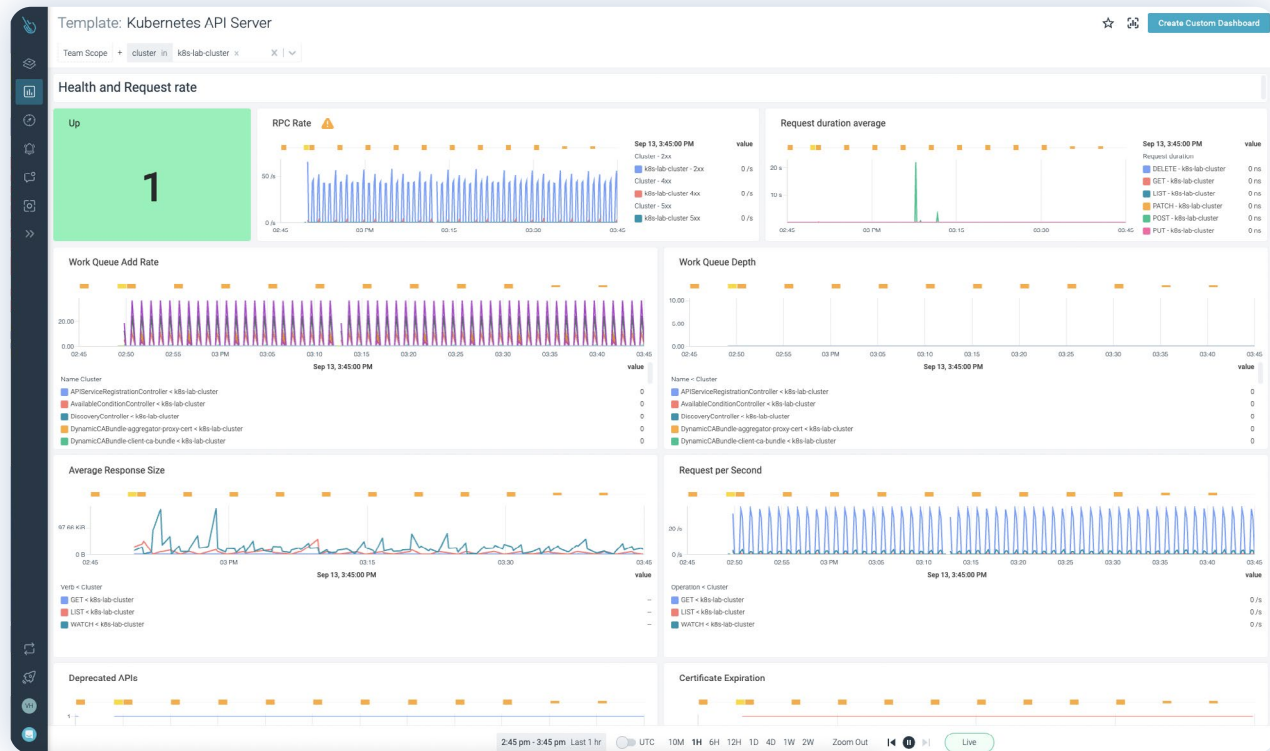 Template: Kubernetes API Server
Create Custom Dashboard
Team Scope + cluster in k8s-lab-cluster × X
Health and Request rate
Up
1
RPC Rate
Sep 13, 3:45:00 PM value
Cluster - 2xx
k8s-lab-cluster - 2xx 0 /s
Cluster - 4xx
k8s-lab-cluster 4xx 0 /s
Cluster - 5xx
k8s-lab-cluster 5xx 0 /s
50 /s
0 /s
02:45 03 PM 03:15 03:30 03:45
Request duration average
Sep 13, 3:45:00 PM value
Request duration
DELETE - k8s-lab-cluster 0 ns
GET - k8s-lab-cluster 0 ns
LIST - k8s-lab-cluster 0 ns
PATCH - k8s-lab-cluster 0 ns
POST - k8s-lab-cluster 0 ns
PUT - k8s-lab-cluster 0 ns
20 s
10 s
02:45 03 PM 03:15 03:30 03:45
Work Queue Add Rate
20.00
0.00
02:45 02:50 02:55 03 PM 03:05 03:10 03:15 03:20 03:25 03:30 03:35 03:40 03:45
Sep 13, 3:45:00 PM value
Name Cluster
APIServiceRegistrationController < k8s-lab-cluster 0
AvailableConditionController < k8s-lab-cluster 0
DiscoveryController < k8s-lab-cluster 0
DynamicCABundle-aggregator-proxy-cert < k8s-lab-cluster 0
DynamicCABundle-client-ca-bundle < k8s-lab-cluster 0
Work Queue Depth
10.00
5.00
0.00
02:45 02:50 02:55 03 PM 03:05 03:10 03:15 03:20 03:25 03:30 03:35 03:40 03:45
Sep 13, 3:45:00 PM value
Name < Cluster
APIServiceRegistrationController < k8s-lab-cluster 0
AvailableConditionController < k8s-lab-cluster 0
DiscoveryController < k8s-lab-cluster 0
DynamicCABundle-aggregator-proxy-cert < k8s-lab-cluster 0
DynamicCABundle-client-ca-bundle < k8s-lab-cluster 0
Average Response Size
97.66 KiB
0 B
02:45 03 PM 03:15 03:30 03:45
Sep 13, 3:45:00 PM value
Verb < Cluster
GET < k8s-lab-cluster --
LIST < k8s-lab-cluster --
WATCH < k8s-lab-cluster --
Request per Second
20 /s
0 /s
02:45 02:50 02:55 03 PM 03:05 03:10 03:15 03:20 03:25 03:30 03:35 03:40 03:45
Sep 13, 3:45:00 PM value
Operation < Cluster
GET < k8s-lab-cluster 0 /s
LIST < k8s-lab-cluster 0 /s
WATCH < k8s-lab-cluster 0 /s
Deprecated APIs
1
Certificate Expiration
VH
2:45 pm - 3:45 pm Last 1 hr UTC 10M 1H 6H 12H 1D 4D 1W 2W Zoom Out Live